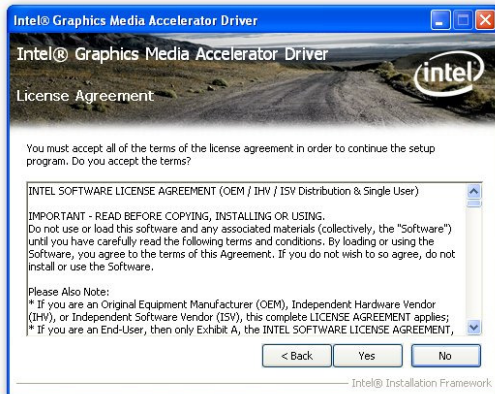 Intel® Graphics Media Accelerator Driver
Intel® Graphics Media Accelerator Driver
intel
License Agreement
You must accept all of the terms of the license agreement in order to continue the setup
program. Do you accept the terms?
INTEL SOFTWARE LICENSE AGREEMENT (OEM / IHV / ISV Distribution & Single User)
IMPORTANT - READ BEFORE COPYING, INSTALLING OR USING.
Do not use or load this software and any associated materials (collectively, the "Software")
until you have carefully read the following terms and conditions. By loading or using the
Software, you agree to the terms of this Agreement. If you do not wish to so agree, do not
install or use the Software.
Please Also Note:
* If you are an Original Equipment Manufacturer (OEM), Independent Hardware Vendor
(IHV), or Independent Software Vendor (ISV), this complete LICENSE AGREEMENT applies;
* If you are an End-User, then only Exhibit A, the INTEL SOFTWARE LICENSE AGREEMENT,
< Back Yes No
Intel® Installation Framework